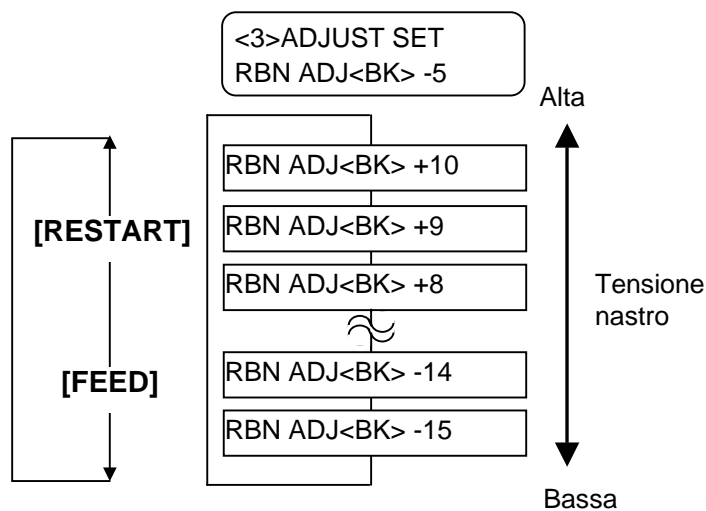 <3>ADJUST SET
RBN ADJ<BK> -5
Alta
RBN ADJ<BK> +10
[RESTART]
RBN ADJ<BK> +9
RBN ADJ<BK> +8
Tensione
nastro
[FEED]
RBN ADJ<BK> -14
RBN ADJ<BK> -15
Bassa